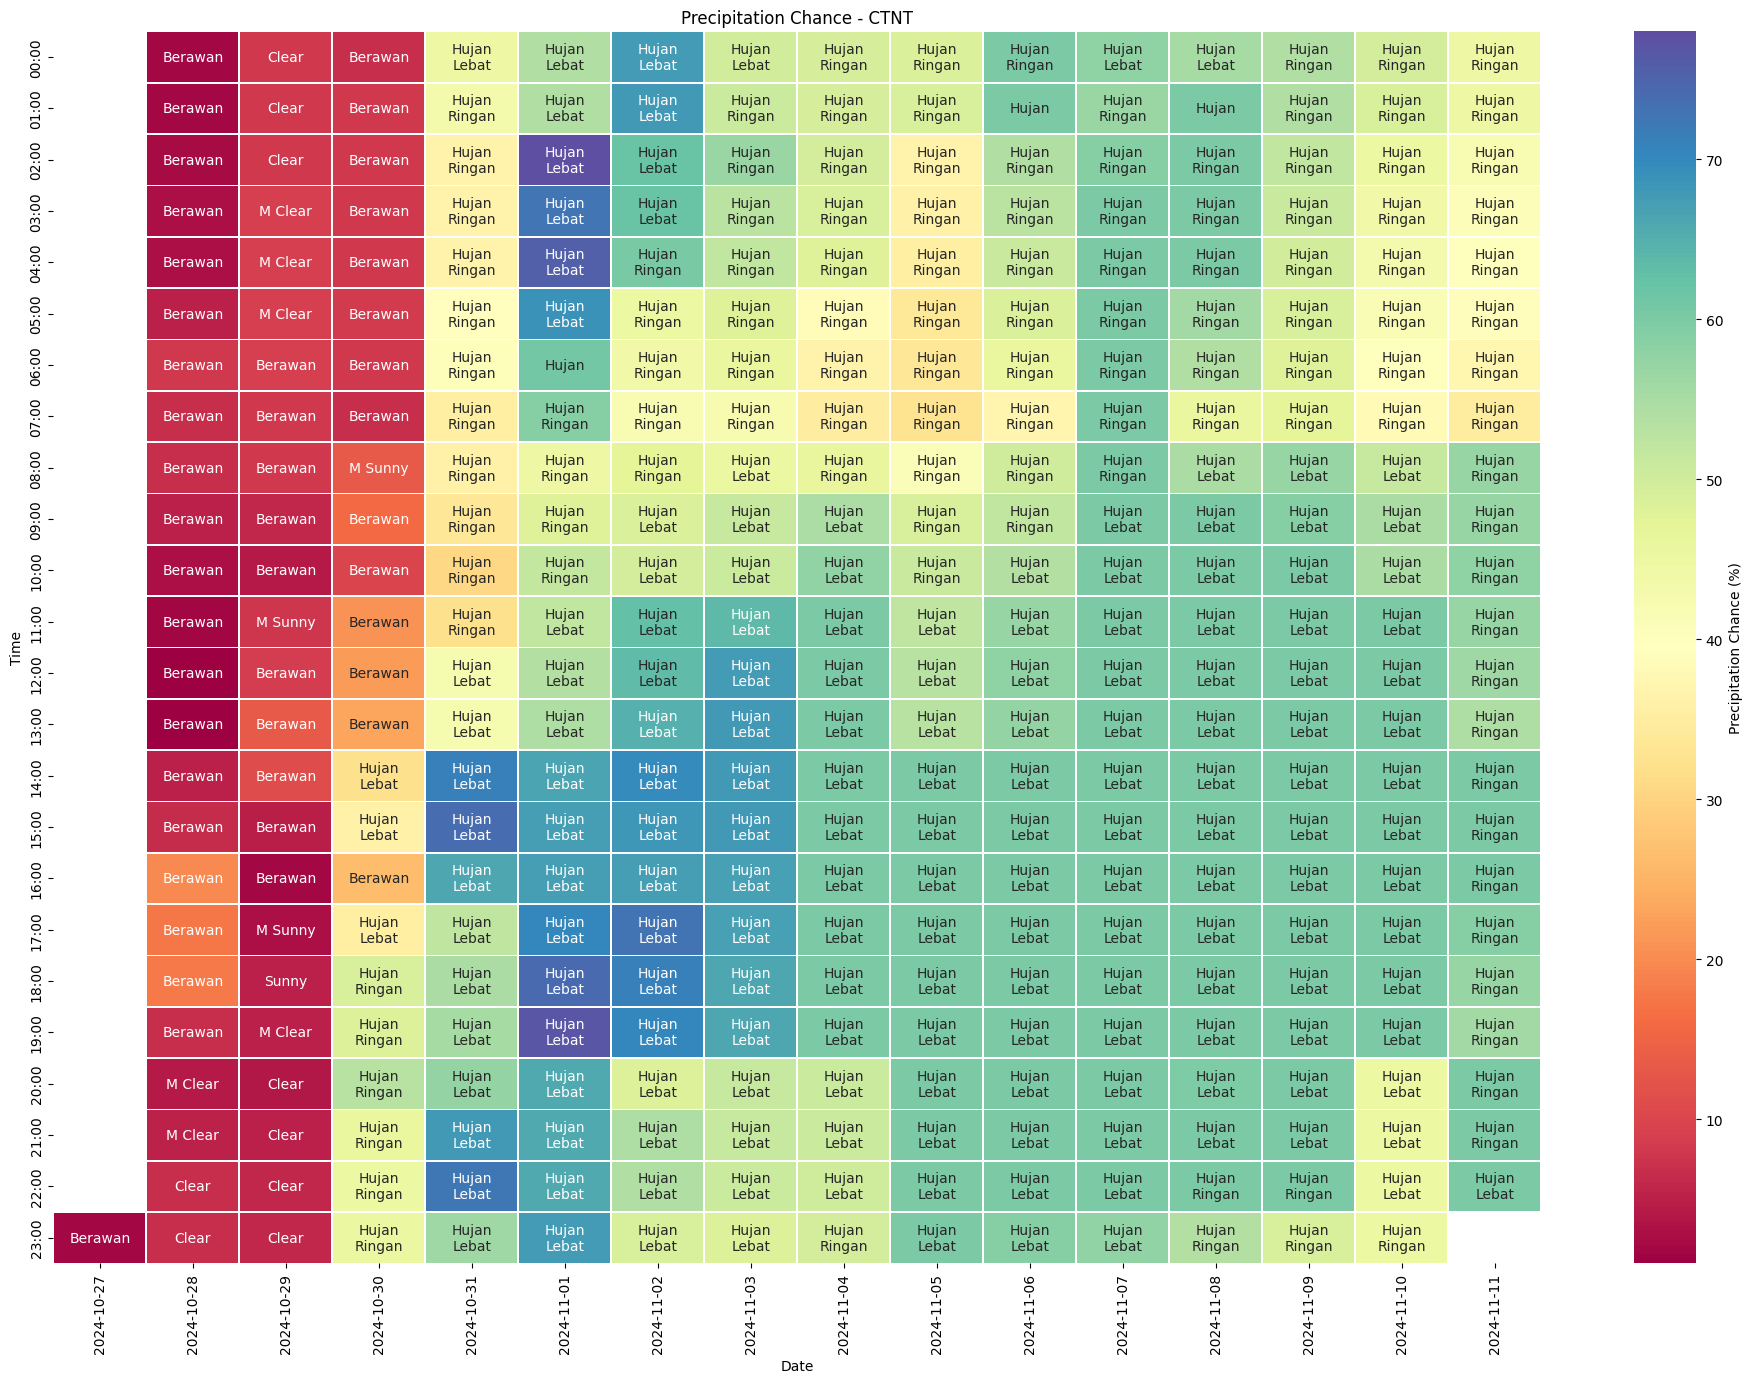 Precipitation Chance - CTNT
00:00 Berawan Clear Berawan Hujan Hujan Hujan Hujan Hujan Hujan Hujan Hujan Hujan Hujan Hujan Hujan
Lebat Lebat Lebat Lebat Ringan Ringan Ringan Lebat Lebat Ringan Ringan Ringan
01:00 Berawan Clear Berawan Hujan Hujan Hujan Hujan Hujan Hujan Hujan Hujan Hujan Hujan Hujan Hujan
Ringan Lebat Lebat Ringan Ringan Ringan Ringan Ringan Ringan Ringan
02:00 Berawan Clear Berawan Hujan Hujan Hujan Hujan Hujan Hujan Hujan Hujan Hujan Hujan Hujan Hujan
Ringan Lebat Lebat Ringan Ringan Ringan Ringan Ringan Ringan Ringan Ringan Ringan
03:00 Berawan M Clear Berawan Hujan Hujan Hujan Hujan Hujan Hujan Hujan Hujan Hujan Hujan Hujan Hujan
Ringan Lebat Lebat Ringan Ringan Ringan Ringan Ringan Ringan Ringan Ringan Ringan
04:00 Berawan M Clear Berawan Hujan Hujan Hujan Hujan Hujan Hujan Hujan Hujan Hujan Hujan Hujan Hujan
Ringan Lebat Ringan Ringan Ringan Ringan Ringan Ringan Ringan Ringan Ringan Ringan
05:00 Berawan M Clear Berawan Hujan Hujan Hujan Hujan Hujan Hujan Hujan Hujan Hujan Hujan Hujan Hujan
Ringan Lebat Ringan Ringan Ringan Ringan Ringan Ringan Ringan Ringan Ringan Ringan
06:00 Berawan Berawan Berawan Hujan Hujan Hujan Hujan Hujan Hujan Hujan Hujan Hujan Hujan Hujan Hujan
Ringan Ringan Ringan Ringan Ringan Ringan Ringan Ringan Ringan Ringan Ringan
07:00 Berawan Berawan Berawan Hujan Hujan Hujan Hujan Hujan Hujan Hujan Hujan Hujan Hujan Hujan Hujan
Ringan Ringan Ringan Ringan Ringan Ringan Ringan Ringan Ringan Ringan Ringan Ringan
08:00 Berawan Berawan M Sunny Hujan Hujan Hujan Hujan Hujan Hujan Hujan Hujan Hujan Hujan Hujan Hujan
Ringan Ringan Ringan Lebat Ringan Ringan Ringan Ringan Lebat Lebat Lebat Ringan
09:00 Berawan Berawan Berawan Hujan Hujan Hujan Hujan Hujan Hujan Hujan Hujan Hujan Hujan Hujan Hujan
Ringan Ringan Lebat Lebat Lebat Ringan Ringan Lebat Lebat Lebat Lebat Ringan
10:00 Berawan Berawan Berawan Hujan Hujan Hujan Hujan Hujan Hujan Hujan Hujan Hujan Hujan Hujan Hujan
Ringan Ringan Lebat Lebat Lebat Ringan Lebat Lebat Lebat Lebat Lebat Ringan
11:00 Berawan M Sunny Berawan Hujan Hujan Hujan Hujan Hujan Hujan Hujan Hujan Hujan Hujan Hujan Hujan
Ringan Lebat Lebat Lebat Lebat Lebat Lebat Lebat Lebat Lebat Lebat Ringan
12:00 Berawan Berawan Berawan Hujan Hujan Hujan Hujan Hujan Hujan Hujan Hujan Hujan Hujan Hujan Hujan
Lebat Lebat Lebat Lebat Lebat Lebat Lebat Lebat Lebat Lebat Lebat Ringan
13:00 Berawan Berawan Berawan Hujan Hujan Hujan Hujan Hujan Hujan Hujan Hujan Hujan Hujan Hujan Hujan
Lebat Lebat Lebat Lebat Lebat Lebat Lebat Lebat Lebat Lebat Lebat Ringan
14:00 Berawan Berawan Hujan Hujan Hujan Hujan Hujan Hujan Hujan Hujan Hujan Hujan Hujan Hujan Hujan
Lebat Lebat Lebat Lebat Lebat Lebat Lebat Lebat Lebat Lebat Lebat Lebat Ringan
15:00 Berawan Berawan Hujan Hujan Hujan Hujan Hujan Hujan Hujan Hujan Hujan Hujan Hujan Hujan Hujan
Lebat Lebat Lebat Lebat Lebat Lebat Lebat Lebat Lebat Lebat Lebat Lebat Ringan
16:00 Berawan Berawan Berawan Hujan Hujan Hujan Hujan Hujan Hujan Hujan Hujan Hujan Hujan Hujan Hujan
Lebat Lebat Lebat Lebat Lebat Lebat Lebat Lebat Lebat Lebat Lebat Ringan
17:00 Berawan M Sunny Hujan Hujan Hujan Hujan Hujan Hujan Hujan Hujan Hujan Hujan Hujan Hujan Hujan
Lebat Lebat Lebat Lebat Lebat Lebat Lebat Lebat Lebat Lebat Lebat Lebat Ringan
18:00 Berawan Sunny Hujan Hujan Hujan Hujan Hujan Hujan Hujan Hujan Hujan Hujan Hujan Hujan Hujan
Ringan Lebat Lebat Lebat Lebat Lebat Lebat Lebat Lebat Lebat Lebat Lebat Ringan
19:00 Berawan M Clear Hujan Hujan Hujan Hujan Hujan Hujan Hujan Hujan Hujan Hujan Hujan Hujan Hujan
Ringan Lebat Lebat Lebat Lebat Lebat Lebat Lebat Lebat Lebat Lebat Lebat Ringan
20:00 M Clear Clear Hujan Hujan Hujan Hujan Hujan Hujan Hujan Hujan Hujan Hujan Hujan Hujan Hujan
Ringan Lebat Lebat Lebat Lebat Lebat Lebat Lebat Lebat Lebat Lebat Lebat Ringan
21:00 M Clear Clear Hujan Hujan Hujan Hujan Hujan Hujan Hujan Hujan Hujan Hujan Hujan Hujan Hujan
Ringan Lebat Lebat Lebat Lebat Lebat Lebat Lebat Lebat Lebat Lebat Lebat Ringan
22:00 Clear Clear Hujan Hujan Hujan Hujan Hujan Hujan Hujan Hujan Hujan Hujan Hujan Hujan Hujan
Ringan Lebat Lebat Lebat Lebat Lebat Lebat Lebat Lebat Ringan Ringan Lebat Lebat
23:00 Berawan Clear Clear Hujan Hujan Hujan Hujan Hujan Hujan Hujan Hujan Hujan Hujan Hujan Hujan
Ringan Lebat Lebat Lebat Lebat Ringan Lebat Lebat Lebat Ringan Ringan Ringan
2024-10-27 2024-10-28 2024-10-29 2024-10-30 2024-10-31 2024-11-01 2024-11-02 2024-11-03 2024-11-04 2024-11-05 2024-11-06 2024-11-07 2024-11-08 2024-11-09 2024-11-10 2024-11-11
Date
Time
70
60
50
40
30
20
10
Precipitation Chance (%)